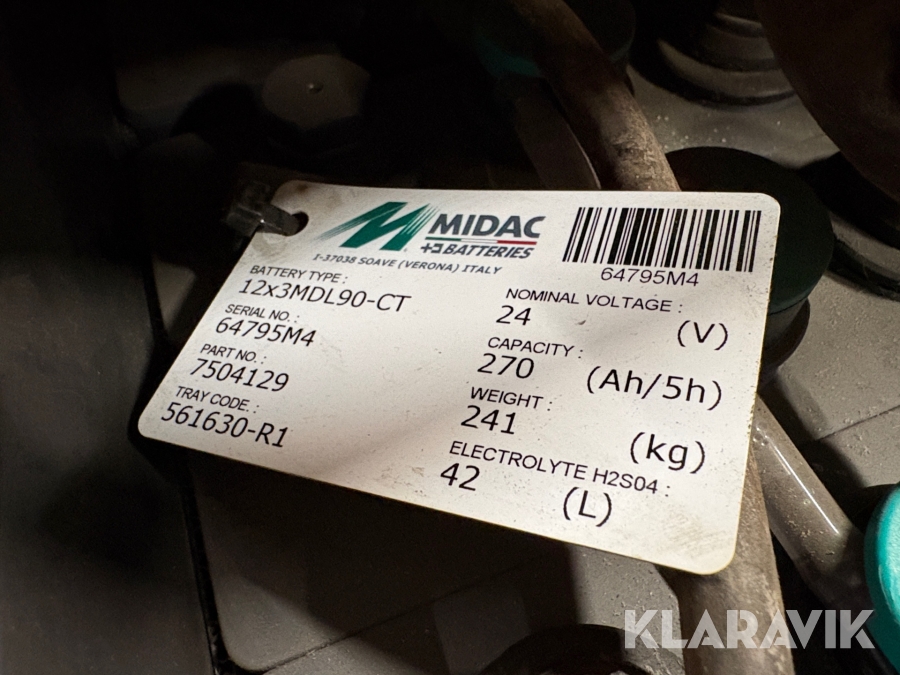 MIDAC
BATTERIES
I-37038 SOAVE (VERONA) ITALY
64795M4
BATTERY TYPE :
12x3MDL90-CT
SERIAL NO. :
64795M4
PART NO. :
7504129
TRAY CODE. :
561630-R1
NOMINAL VOLTAGE :
24 (V)
CAPACITY :
270 (Ah/5h)
WEIGHT :
241 (kg)
ELECTROLYTE H2S04 :
42 (L)
KLARAVIK